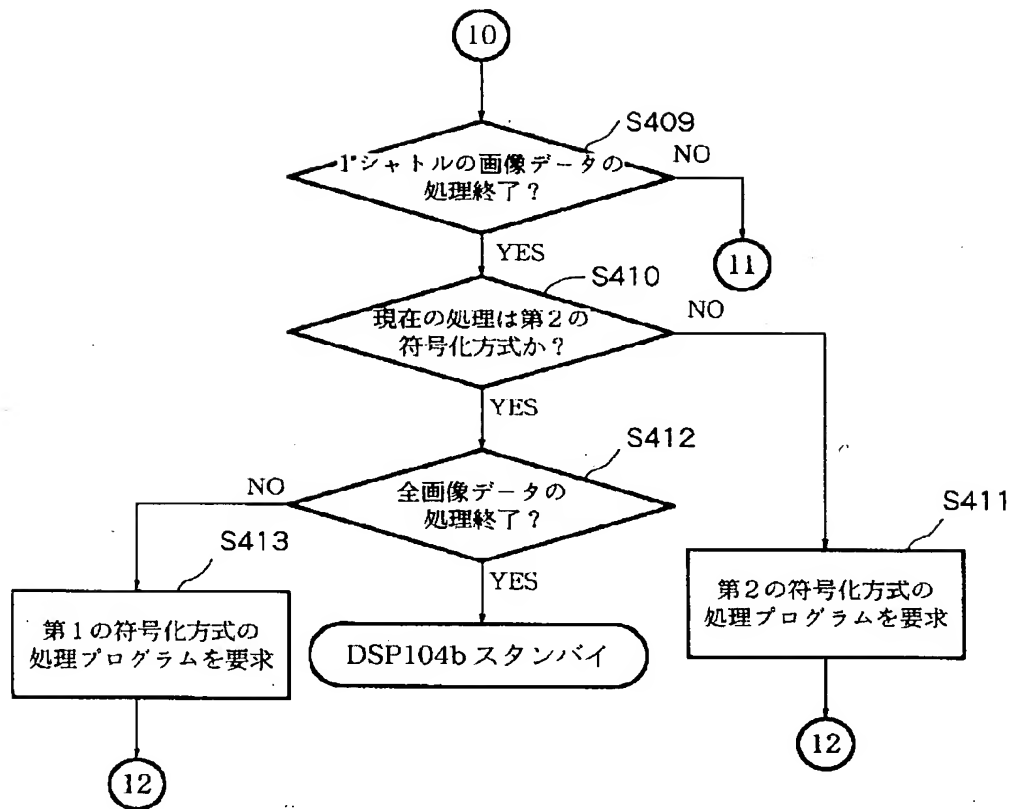 10
S409
1シャトルの画像データの
処理終了?
NO
11
YES
S410
現在の処理は第2の
符号化方式か?
NO
YES
S412
全画像データの
処理終了?
NO
S411
第2の符号化方式の
処理プログラムを要求
S413
YES
第1の符号化方式の
処理プログラムを要求
DSP104b スタンバイ
12
12